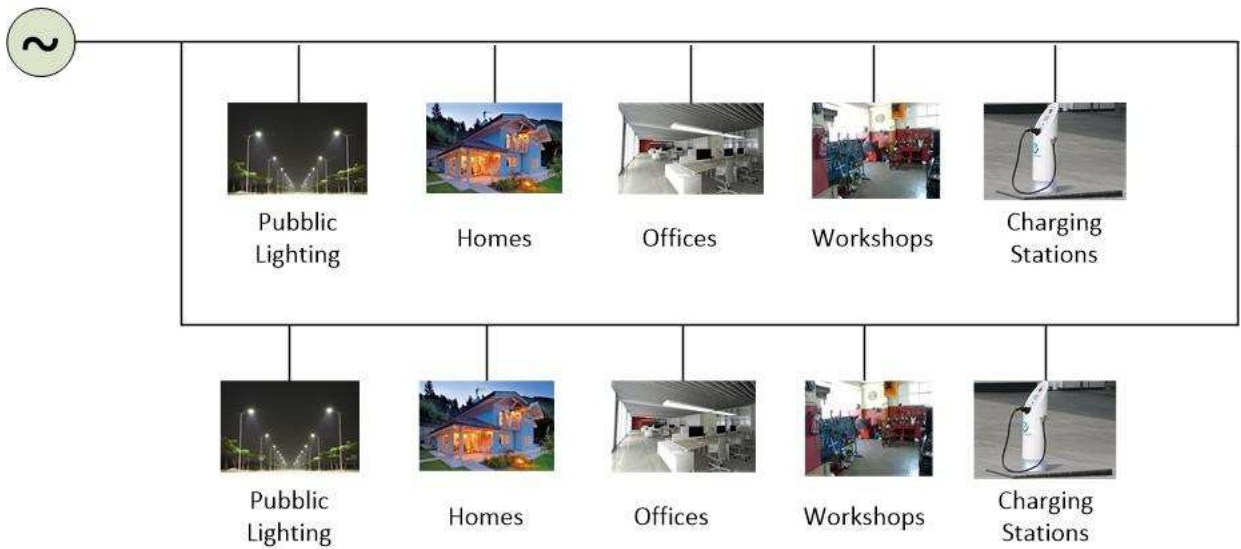 ~
Pubblic
Lighting
Homes
Offices
Workshops
Charging
Stations
Pubblic
Lighting
Homes
Offices
Workshops
Charging
Stations